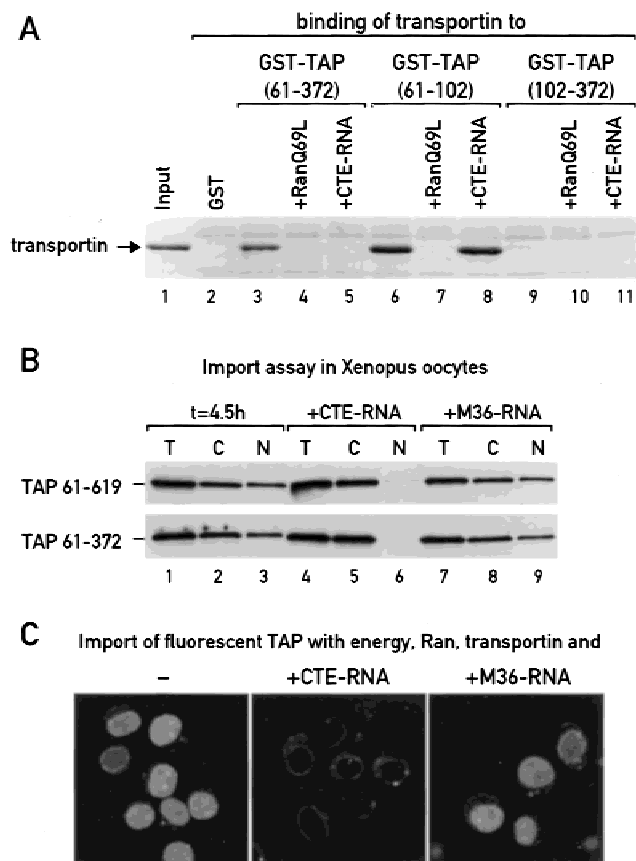 A
binding of transportin to
GST-TAP (61-372)
GST-TAP (61-102)
GST-TAP (102-372)
Input
GST
+RanQ69L
+CTE-RNA
+RanQ69L
+CTE-RNA
+RanQ69L
+CTE-RNA
transportin
1 2 3 4 5 6 7 8 9 10 11
B
Import assay in Xenopus oocytes
t=4.5h +CTE-RNA +M36-RNA
T C N T C N T C N
TAP 61-619
TAP 61-372
1 2 3 4 5 6 7 8 9
C
Import of fluorescent TAP with energy, Ran, transportin and
– +CTE-RNA +M36-RNA